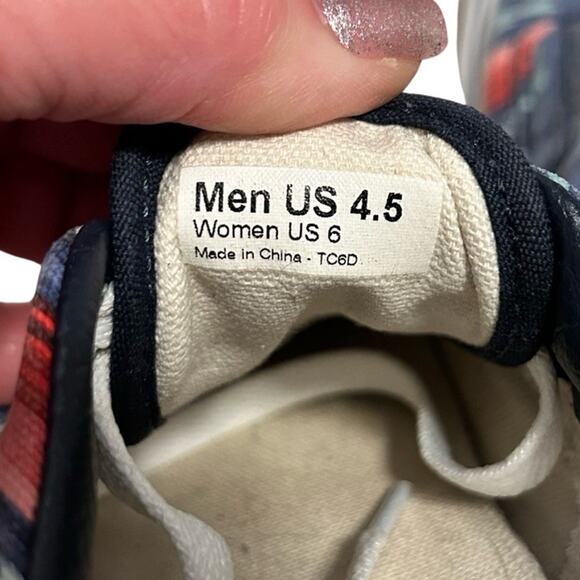 Men US 4.5
Women US 6
Made in China - TC6D